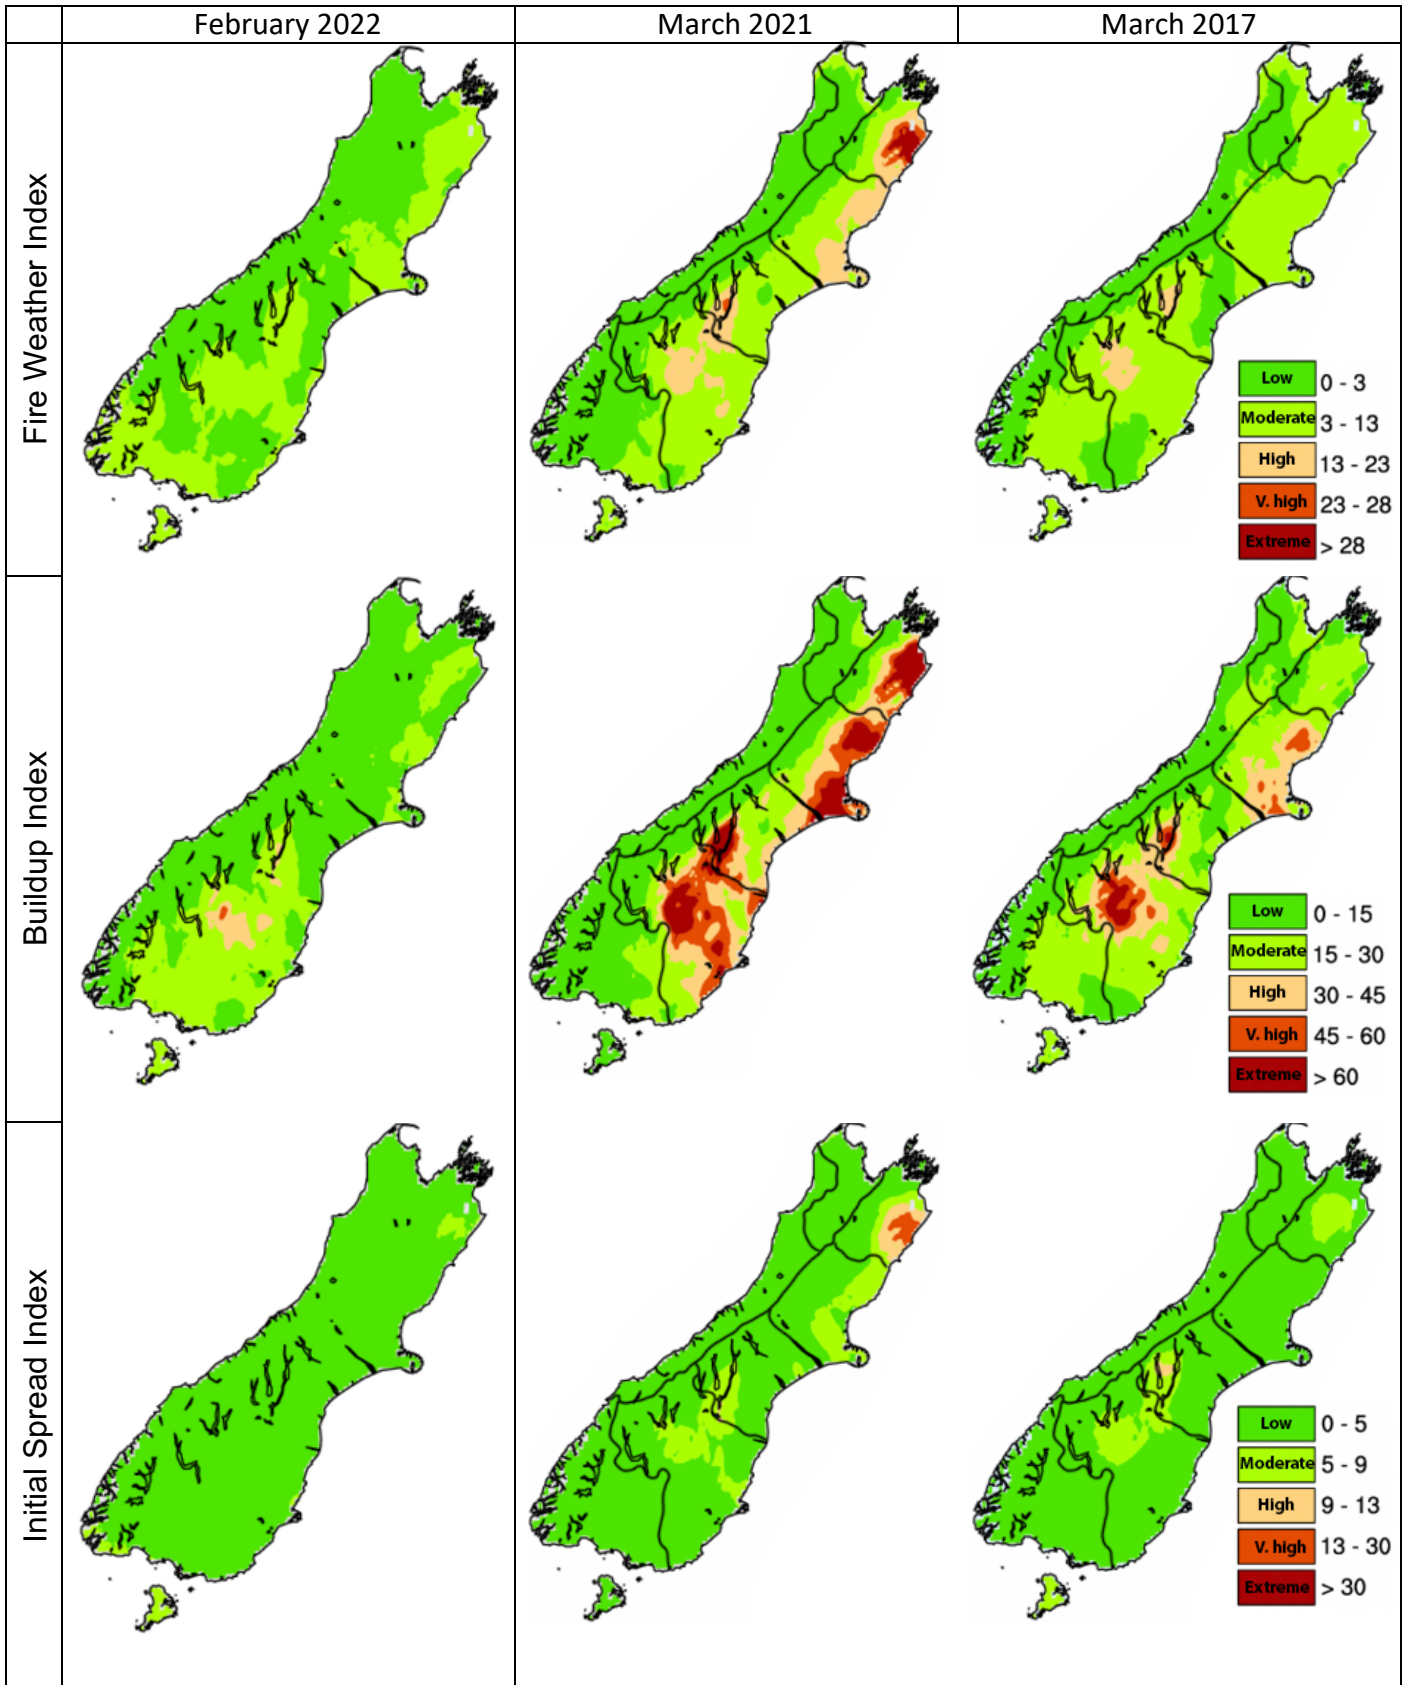 February 2022
March 2021
March 2017
Fire Weather Index
Low 0 - 3
Moderate 3 - 13
High 13 - 23
V. high 23 - 28
Extreme > 28
Buildup Index
Low 0 - 15
Moderate 15 - 30
High 30 - 45
V. high 45 - 60
Extreme > 60
Initial Spread Index
Low 0 - 5
Moderate 5 - 9
High 9 - 13
V. high 13 - 30
Extreme > 30